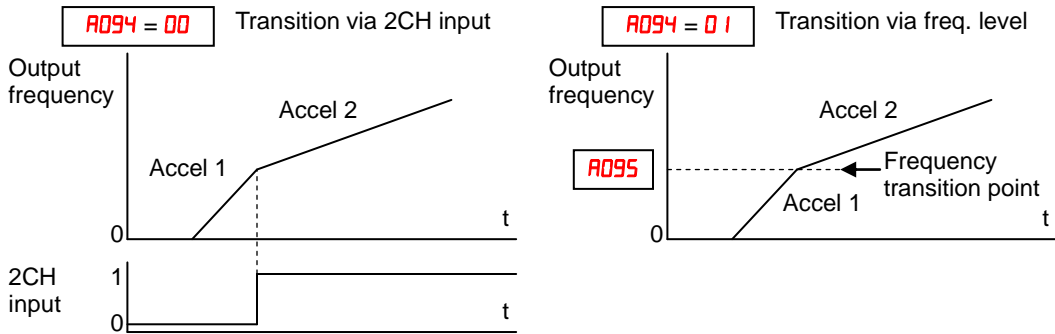 A094 = 00 Transition via 2CH input
Output
frequency
Accel 2
Accel 1
0
t
2CH
input
1
0
t
A094 = 01 Transition via freq. level
Output
frequency
Accel 2
A095
Frequency
transition point
Accel 1
0
t